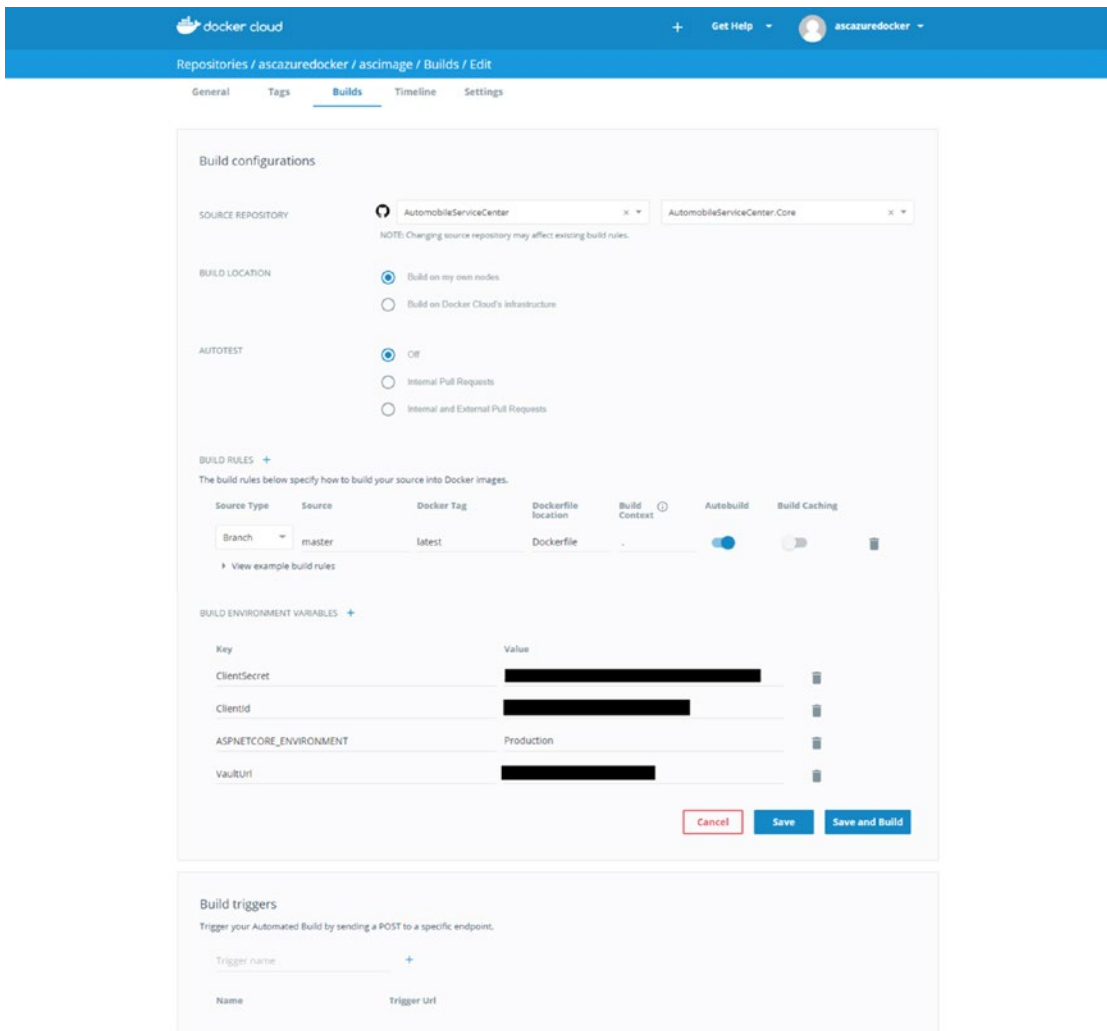 docker cloud + Get Help ascazuredocker
Repositories / ascazuredocker / ascimage / Builds / Edit
General Tags Builds Timeline Settings
Build configurations
SOURCE REPOSITORY AutomobileServiceCenter × AutomobileServiceCenter.Core ×
NOTE: Changing source repository may affect existing build rules.
BUILD LOCATION Build on my own nodes
Build on Docker Cloud's infrastructure
AUTOTEST Off
Internal Pull Requests
Internal and External Pull Requests
BUILD RULES +
The build rules below specify how to build your source into Docker images.
Source Type Source Docker Tag Dockerfile location Build Context Autobuild Build Caching
Branch master latest Dockerfile .
View example build rules
BUILD ENVIRONMENT VARIABLES +
Key Value
ClientSecret
ClientId
ASPNETCORE_ENVIRONMENT Production
VaultUrl
Cancel Save Save and Build
Build triggers
Trigger your Automated Build by sending a POST to a specific endpoint.
Trigger name +
Name Trigger Url